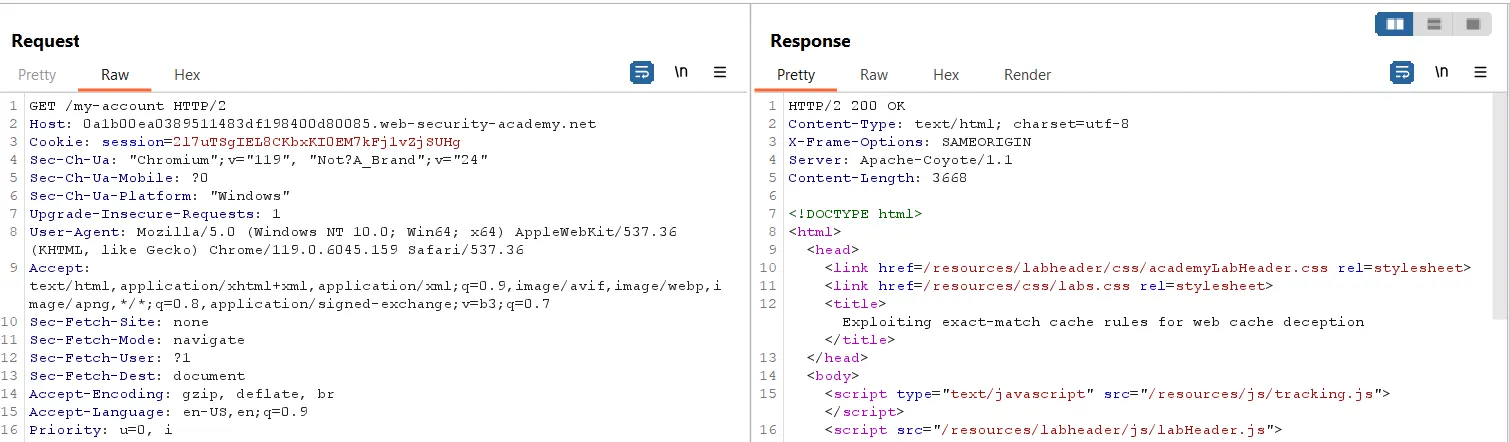 Request
Pretty Raw Hex \n
1 GET /my-account HTTP/2
2 Host: 0a1b00ea0389511483df198400d80085.web-security-academy.net
3 Cookie: session=2l7uTSgIEL8CKbxKI0EM7kFjlvZjSUHg
4 Sec-Ch-Ua: "Chromium";v="119", "Not?A_Brand";v="24"
5 Sec-Ch-Ua-Mobile: ?0
6 Sec-Ch-Ua-Platform: "Windows"
7 Upgrade-Insecure-Requests: 1
8 User-Agent: Mozilla/5.0 (Windows NT 10.0; Win64; x64) AppleWebKit/537.36
(KHTML, like Gecko) Chrome/119.0.6045.159 Safari/537.36
9 Accept:
text/html,application/xhtml+xml,application/xml;q=0.9,image/avif,image/webp,i
mage/apng,*/*;q=0.8,application/signed-exchange;v=b3;q=0.7
10 Sec-Fetch-Site: none
11 Sec-Fetch-Mode: navigate
12 Sec-Fetch-User: ?1
13 Sec-Fetch-Dest: document
14 Accept-Encoding: gzip, deflate, br
15 Accept-Language: en-US,en;q=0.9
16 Priority: u=0, i
Response
Pretty Raw Hex Render \n
1 HTTP/2 200 OK
2 Content-Type: text/html; charset=utf-8
3 X-Frame-Options: SAMEORIGIN
4 Server: Apache-Coyote/1.1
5 Content-Length: 3668
6
7 <!DOCTYPE html>
8 <html>
9 <head>
10 <link href=/resources/labheader/css/academyLabHeader.css rel=stylesheet>
11 <link href=/resources/css/labs.css rel=stylesheet>
12 <title>
Exploiting exact-match cache rules for web cache deception
</title>
13 </head>
14 <body>
15 <script type="text/javascript" src="/resources/js/tracking.js">
</script>
16 <script src="/resources/labheader/js/labHeader.js">